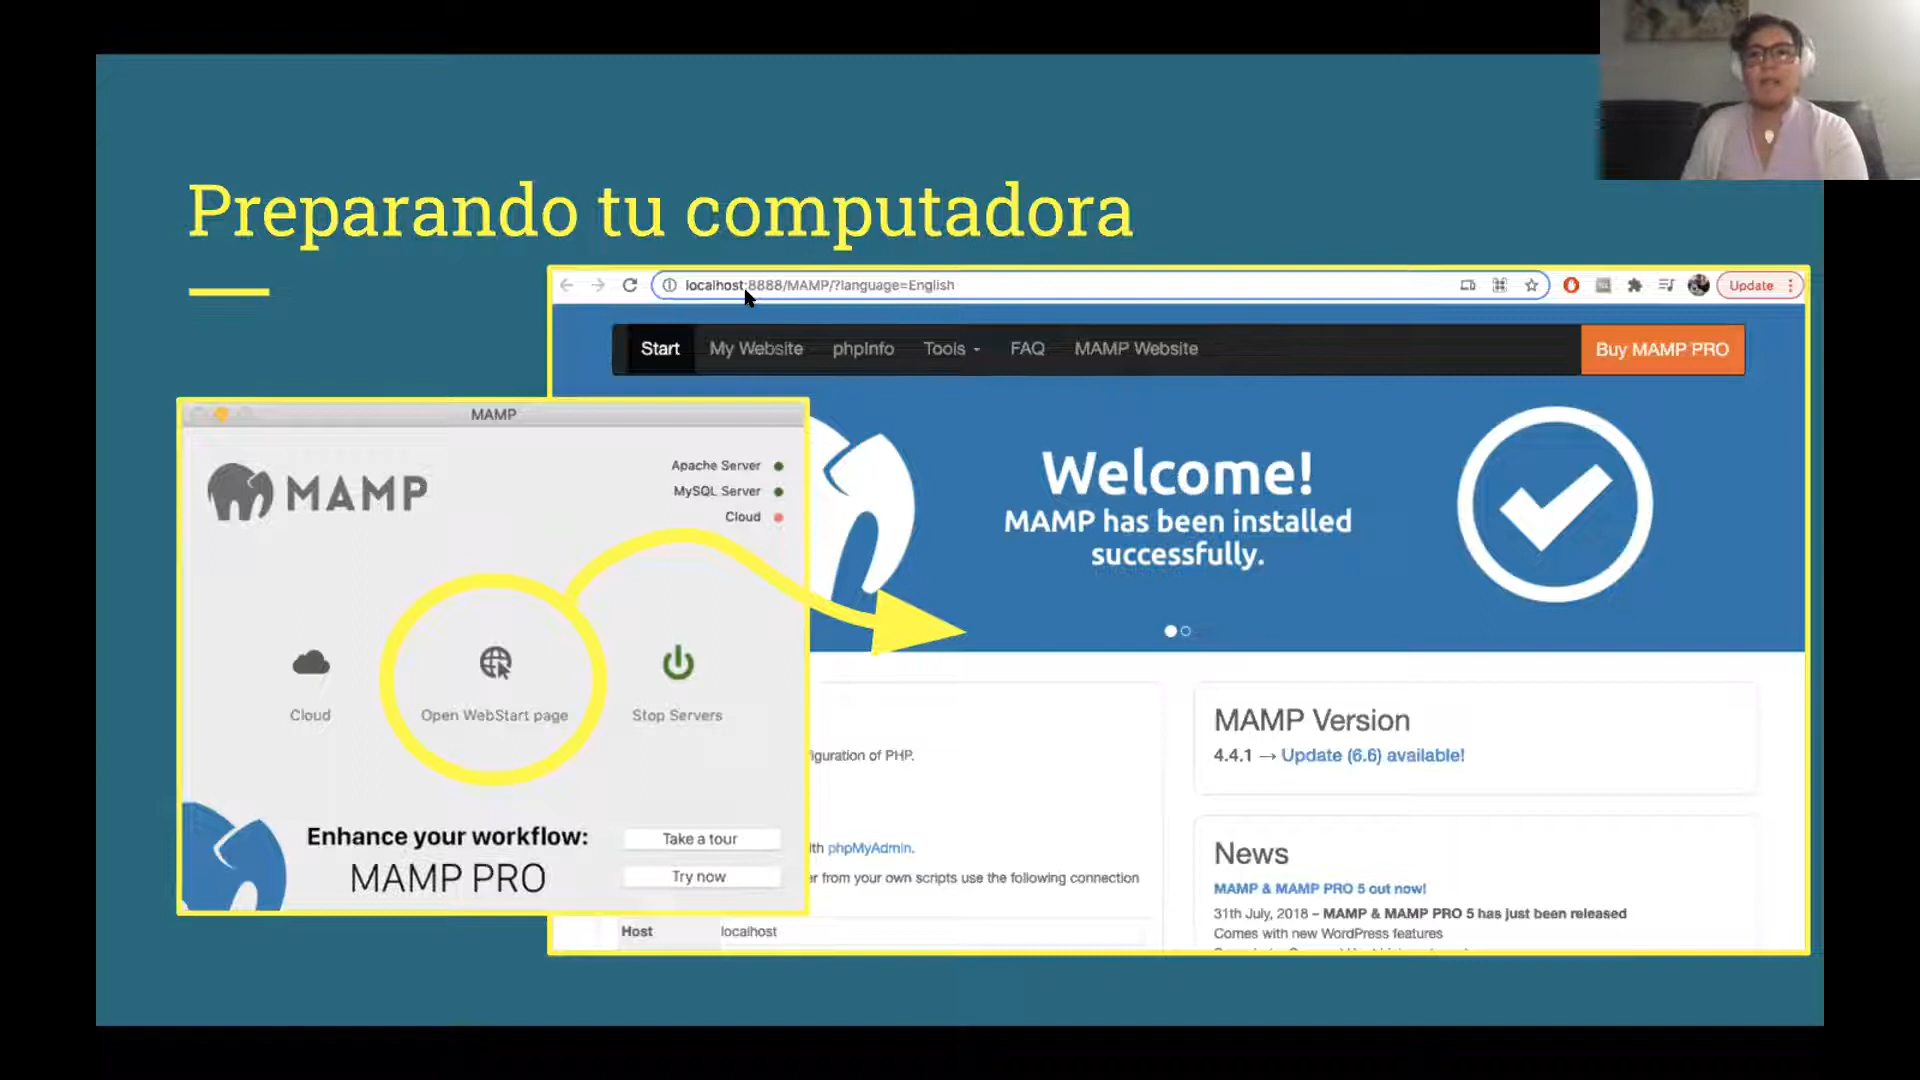 Preparando tu computadora
localhost:8888/MAMP/?language=English
Update
Start My Website phpInfo Tools FAQ MAMP Website
Buy MAMP PRO
Welcome!
MAMP has been installed
successfully.
MAMP
MAMP
Apache Server
MySQL Server
Cloud
Cloud
Open WebStart page
Stop Servers
Enhance your workflow:
MAMP PRO
Take a tour
Try now
of PHP.
phpMyAdmin.
from your own scripts use the following connection
Host localhost
MAMP Version
4.4.1 → Update (6.6) available!
News
MAMP & MAMP PRO 5 out now!
31th July, 2018 – MAMP & MAMP PRO 5 has just been released
Comes with new WordPress features